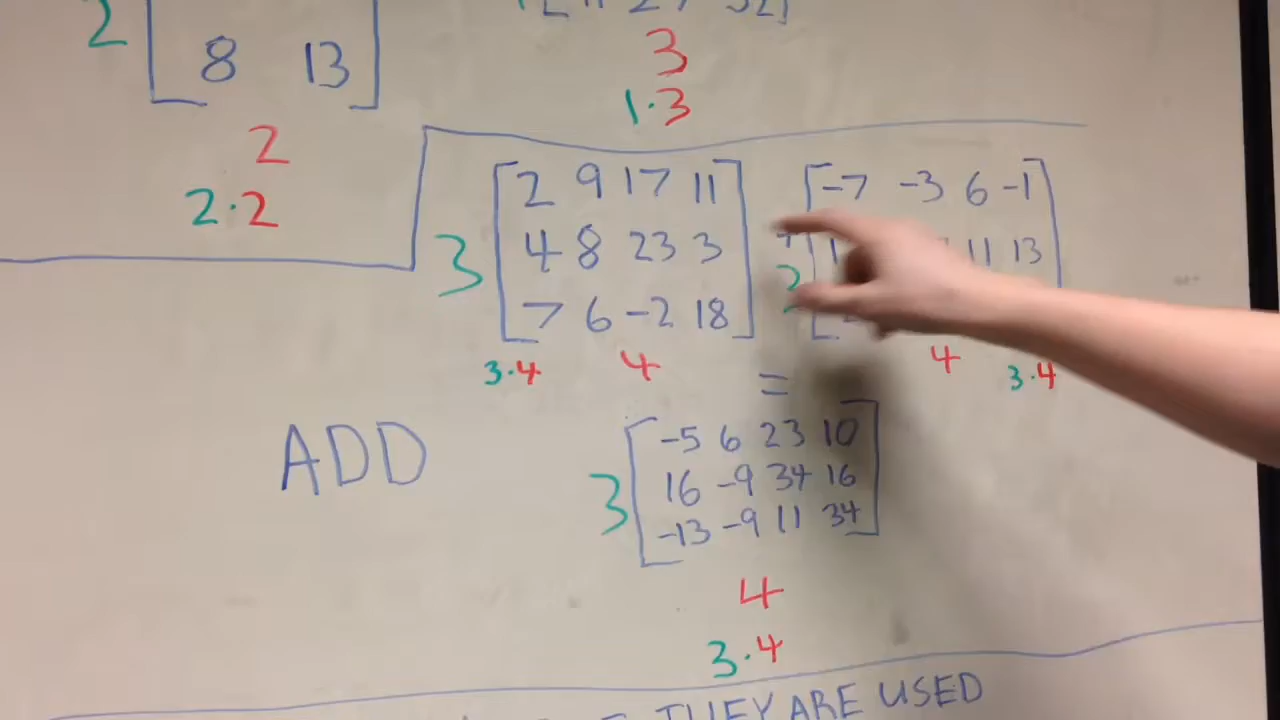 2
8 13
2
2·2
3
1·3
3
2 9 17 11
4 8 23 3
7 6 -2 18
3·4 4
-7 -3 6 -1
11 13
4 3·4
=
ADD
3
-5 6 23 10
16 -9 34 16
-13 -9 11 34
4
3·4
THEY ARE USED